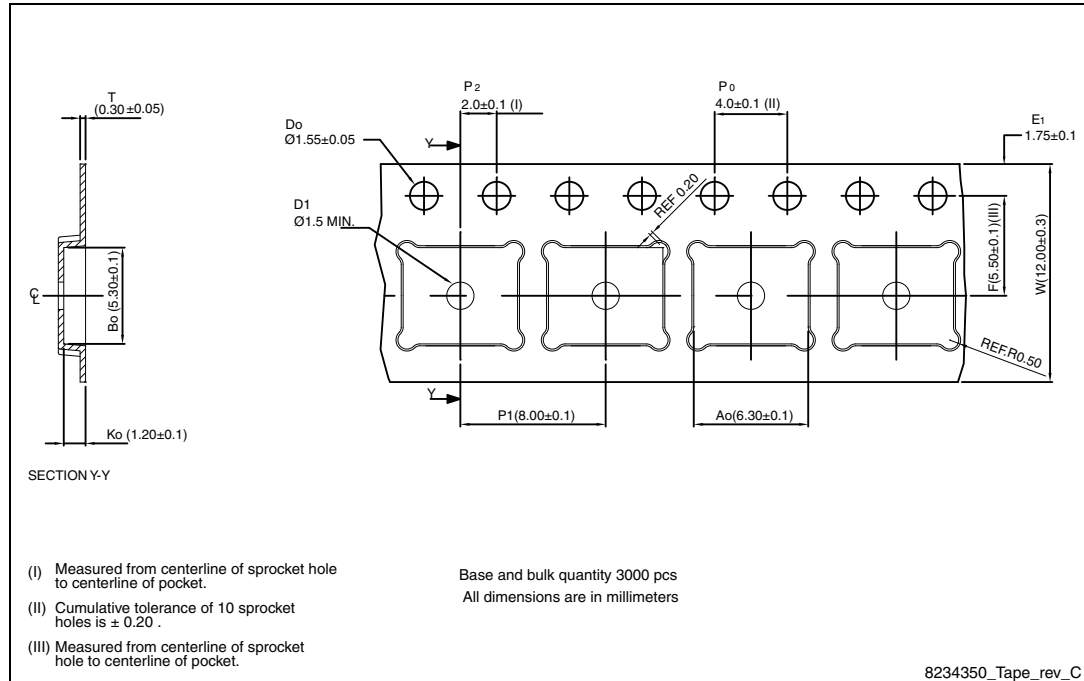 T
(0.30 ±0.05)
P2
2.0±0.1 (I)
P0
4.0±0.1 (II)
Do
Ø1.55±0.05
E1
1.75±0.1
Y
REF 0.20
D1
Ø1.5 MIN.
F(5.50±0.1)(III)
W(12.00±0.3)
Bo (5.30±0.1)
CL
REF.R0.50
Y
P1(8.00±0.1)
Ao(6.30±0.1)
Ko (1.20±0.1)
SECTION Y-Y
(I) Measured from centerline of sprocket hole
to centerline of pocket.
(II) Cumulative tolerance of 10 sprocket
holes is ± 0.20 .
(III) Measured from centerline of sprocket
hole to centerline of pocket.
Base and bulk quantity 3000 pcs
All dimensions are in millimeters
8234350_Tape_rev_C